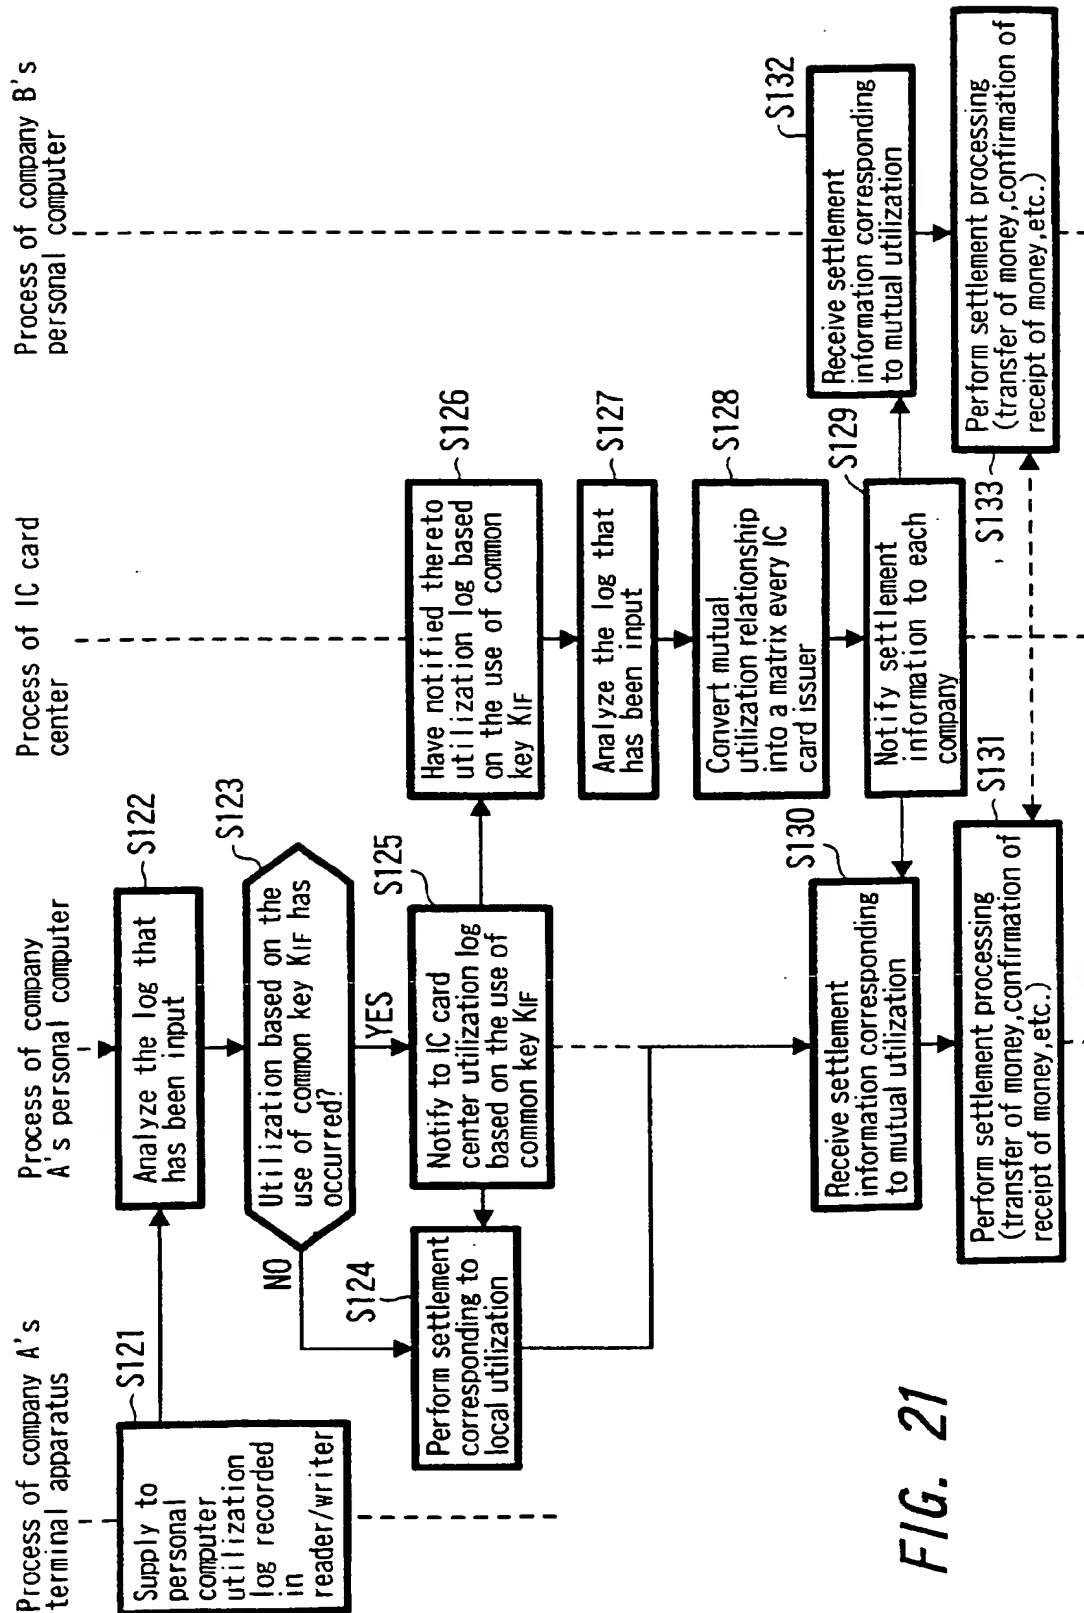 Process of company A's
terminal apparatus
Process of company
A's personal computer
Process of IC card
center
Process of company B's
personal computer
S121
Supply to
personal
computer
utilization
log recorded
in
reader/writer
S122
Analyze the log that
has been input
S123
Utilization based on the
use of common key KIF has
occurred?
NO
YES
S124
Perform settlement
corresponding to
local utilization
S125
Notify to IC card
center utilization log
based on the use of
common key KIF
S126
Have notified thereto
utilization log based
on the use of common
key KIF
S127
Analyze the log that
has been input
S128
Convert mutual
utilization relationship
into a matrix every IC
card issuer
S129
Notify settlement
information to each
company
S130
Receive settlement
information corresponding
to mutual utilization
S131
Perform settlement processing
(transfer of money,confirmation of
receipt of money,etc.)
S132
Receive settlement
information corresponding
to mutual utilization
S133
Perform settlement processing
(transfer of money,confirmation of
receipt of money,etc.)
FIG. 21